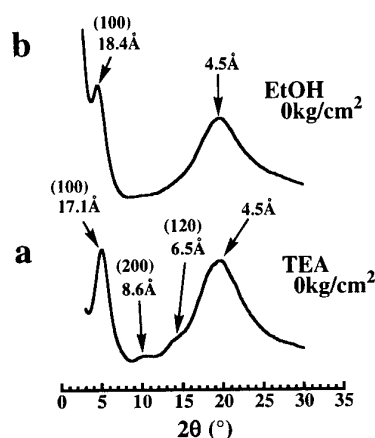 b
(100)
18.4Å
4.5Å
EtOH
0kg/cm²
a
(100)
17.1Å
(200)
8.6Å
(120)
6.5Å
4.5Å
TEA
0kg/cm²
0 5 10 15 20 25 30 35
2θ (°)